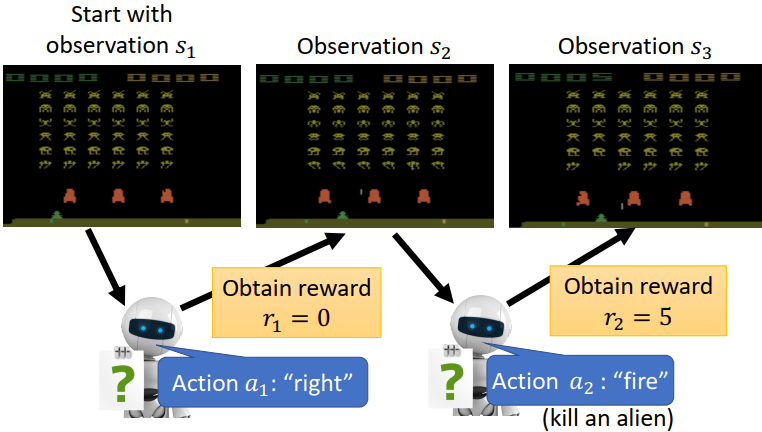 Start with
observation s₁
Observation s₂
Observation s₃
Obtain reward
r₁ = 0
Obtain reward
r₂ = 5
?
Action a₁: “right”
?
Action a₂ : “fire”
(kill an alien)